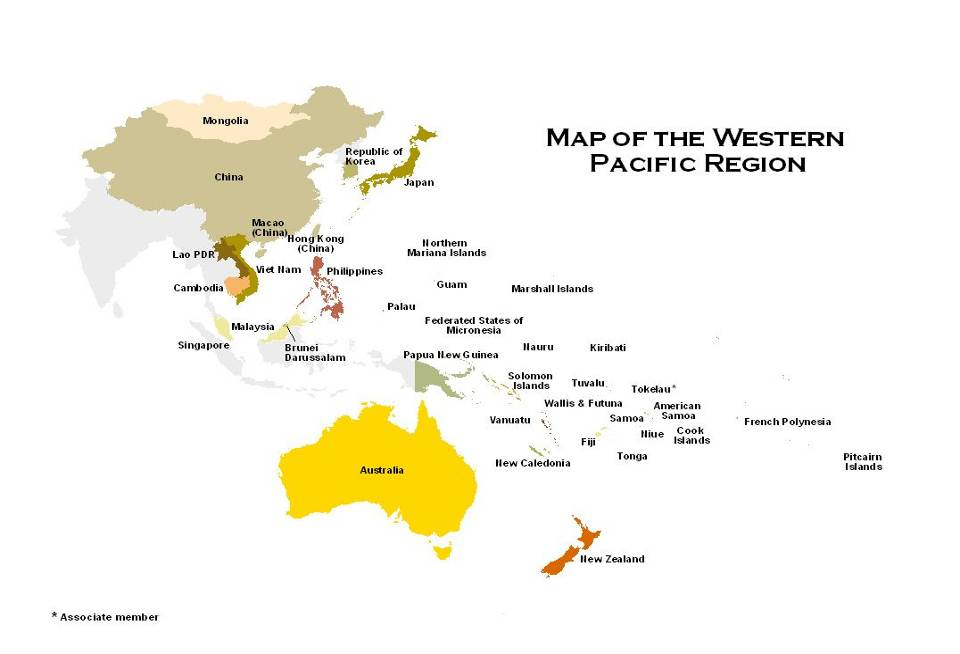 MAP OF THE WESTERN
PACIFIC REGION
Mongolia
Republic of
Korea
China
Japan
Macao
(China)
Hong Kong
(China)
Northern
Mariana Islands
Lao PDR
Viet Nam
Philippines
Cambodia
Guam
Marshall Islands
Palau
Federated States of
Micronesia
Malaysia
Singapore
Brunei
Darussalam
Papua New Guinea
Nauru
Kiribati
Solomon
Islands
Tuvalu
Tokelau*
Wallis & Futuna
American
Samoa
Samoa
Vanuatu
French Polynesia
Fiji
Niue
Cook
Islands
Tonga
New Caledonia
Pitcairn
Islands
Australia
New Zealand
* Associate member